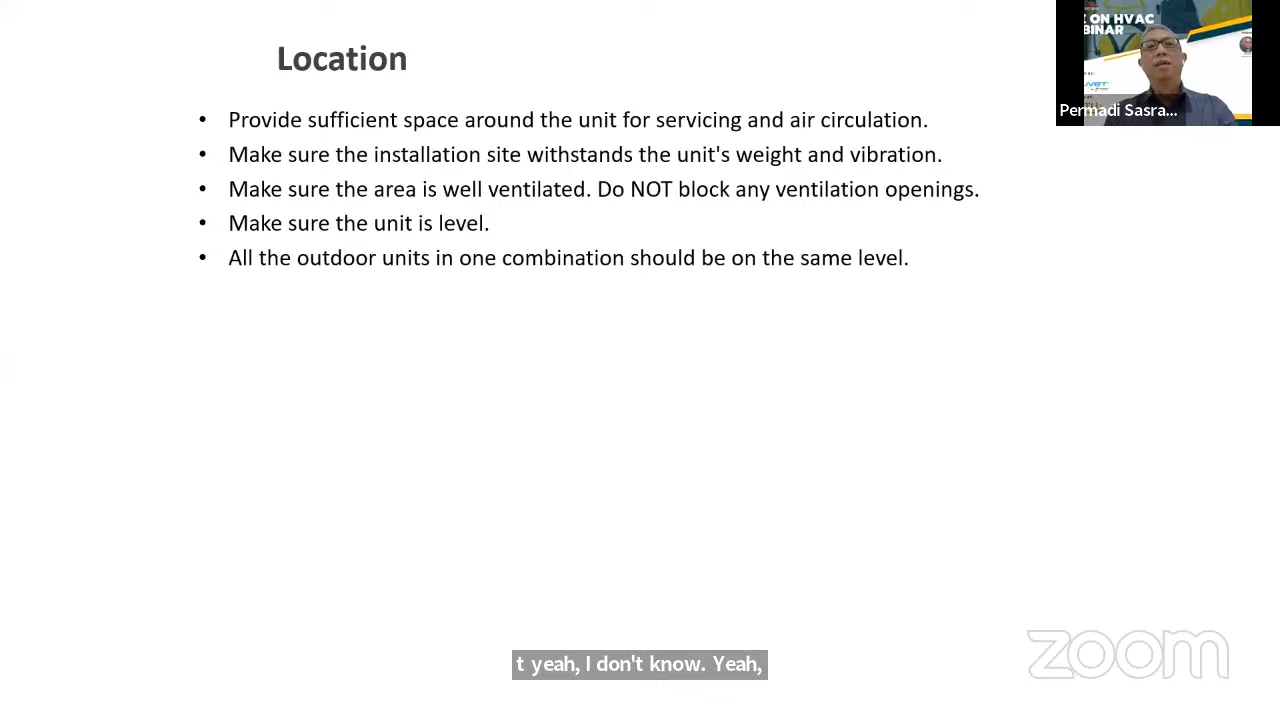 Location
• Provide sufficient space around the unit for servicing and air circulation.
• Make sure the installation site withstands the unit's weight and vibration.
• Make sure the area is well ventilated. Do NOT block any ventilation openings.
• Make sure the unit is level.
• All the outdoor units in one combination should be on the same level.
ON HVAC
BINAR
Permadi Sasra...
t yeah, I don't know. Yeah,
zoom